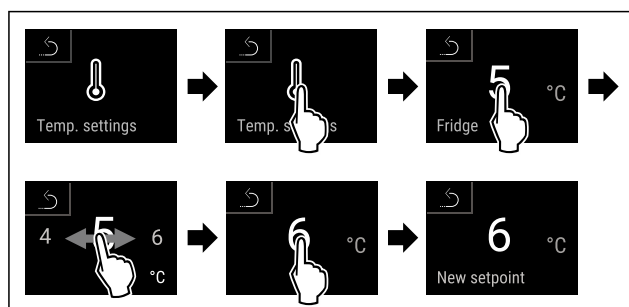 Temp. settings
Temp.
5 °C
Fridge
4 5 6
°C
6 °C
6 °C
New setpoint